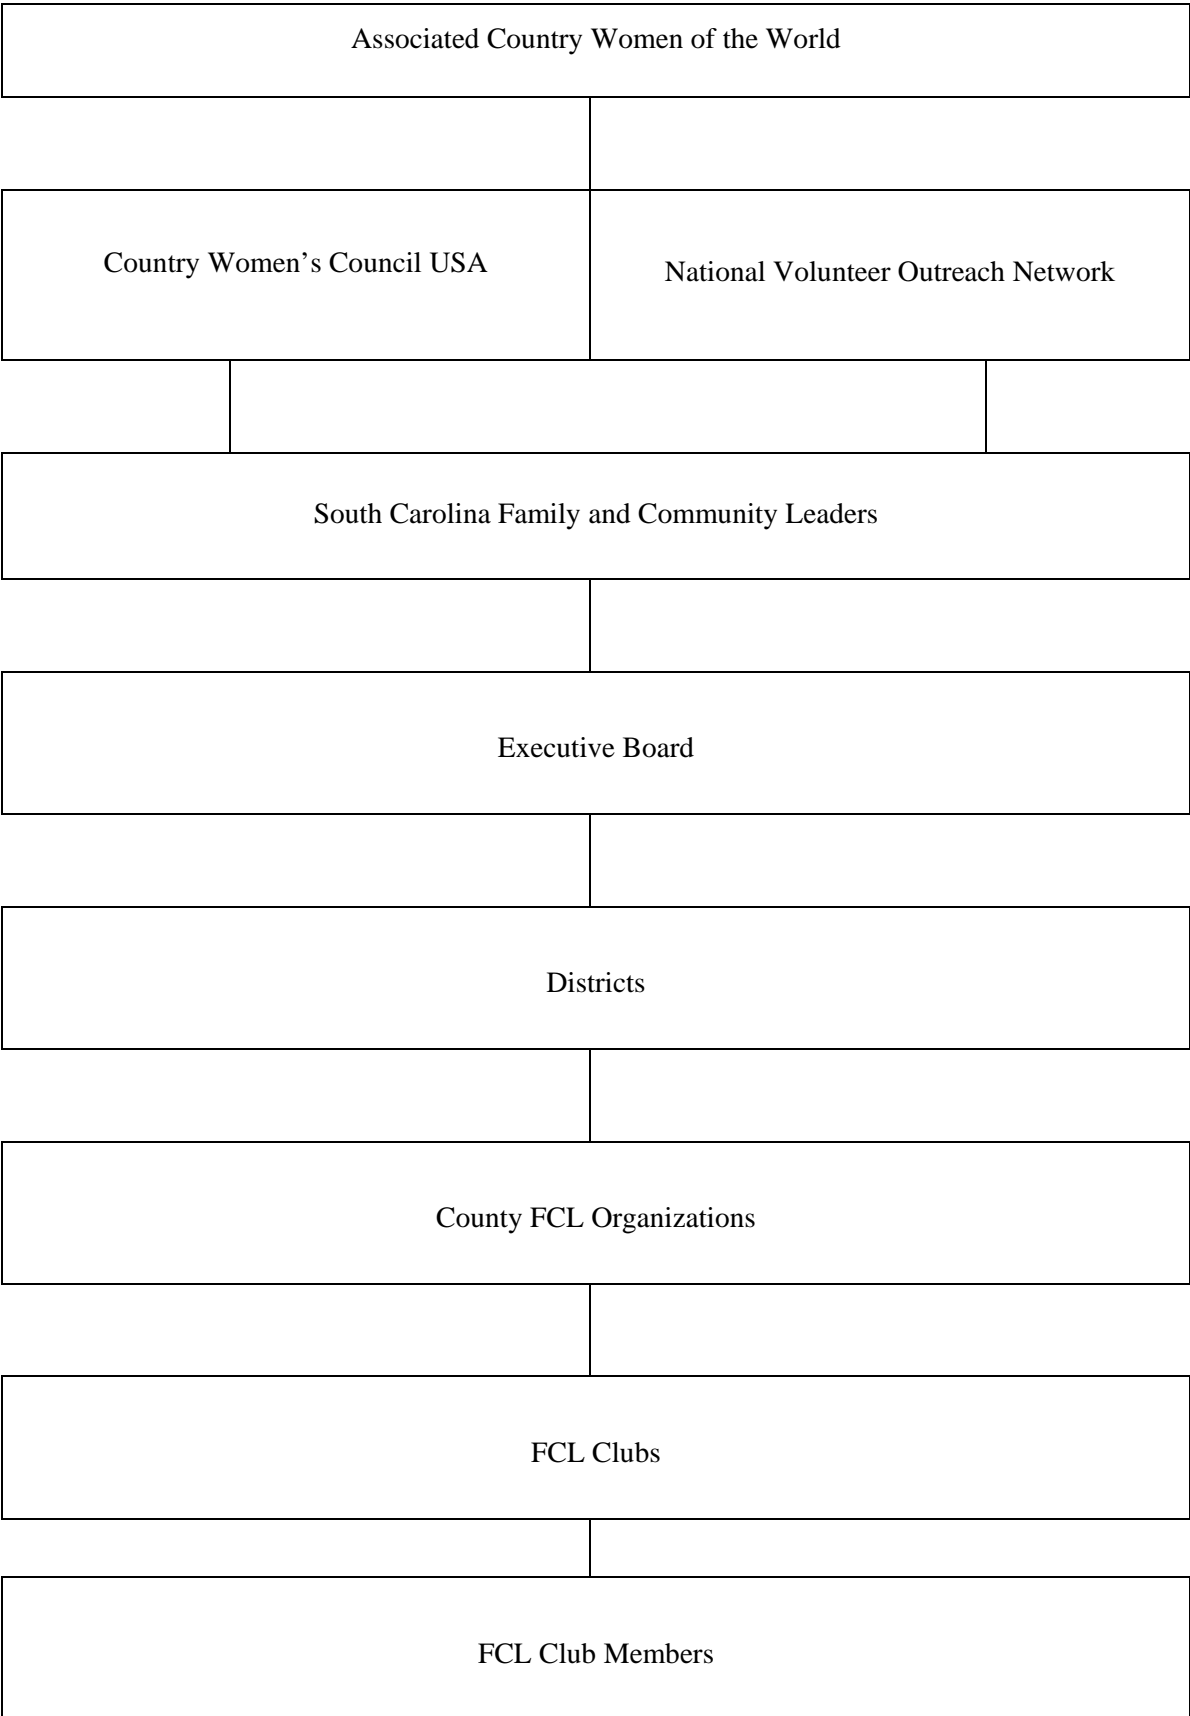 Associated Country Women of the World
Country Women’s Council USA
National Volunteer Outreach Network
South Carolina Family and Community Leaders
Executive Board
Districts
County FCL Organizations
FCL Clubs
FCL Club Members